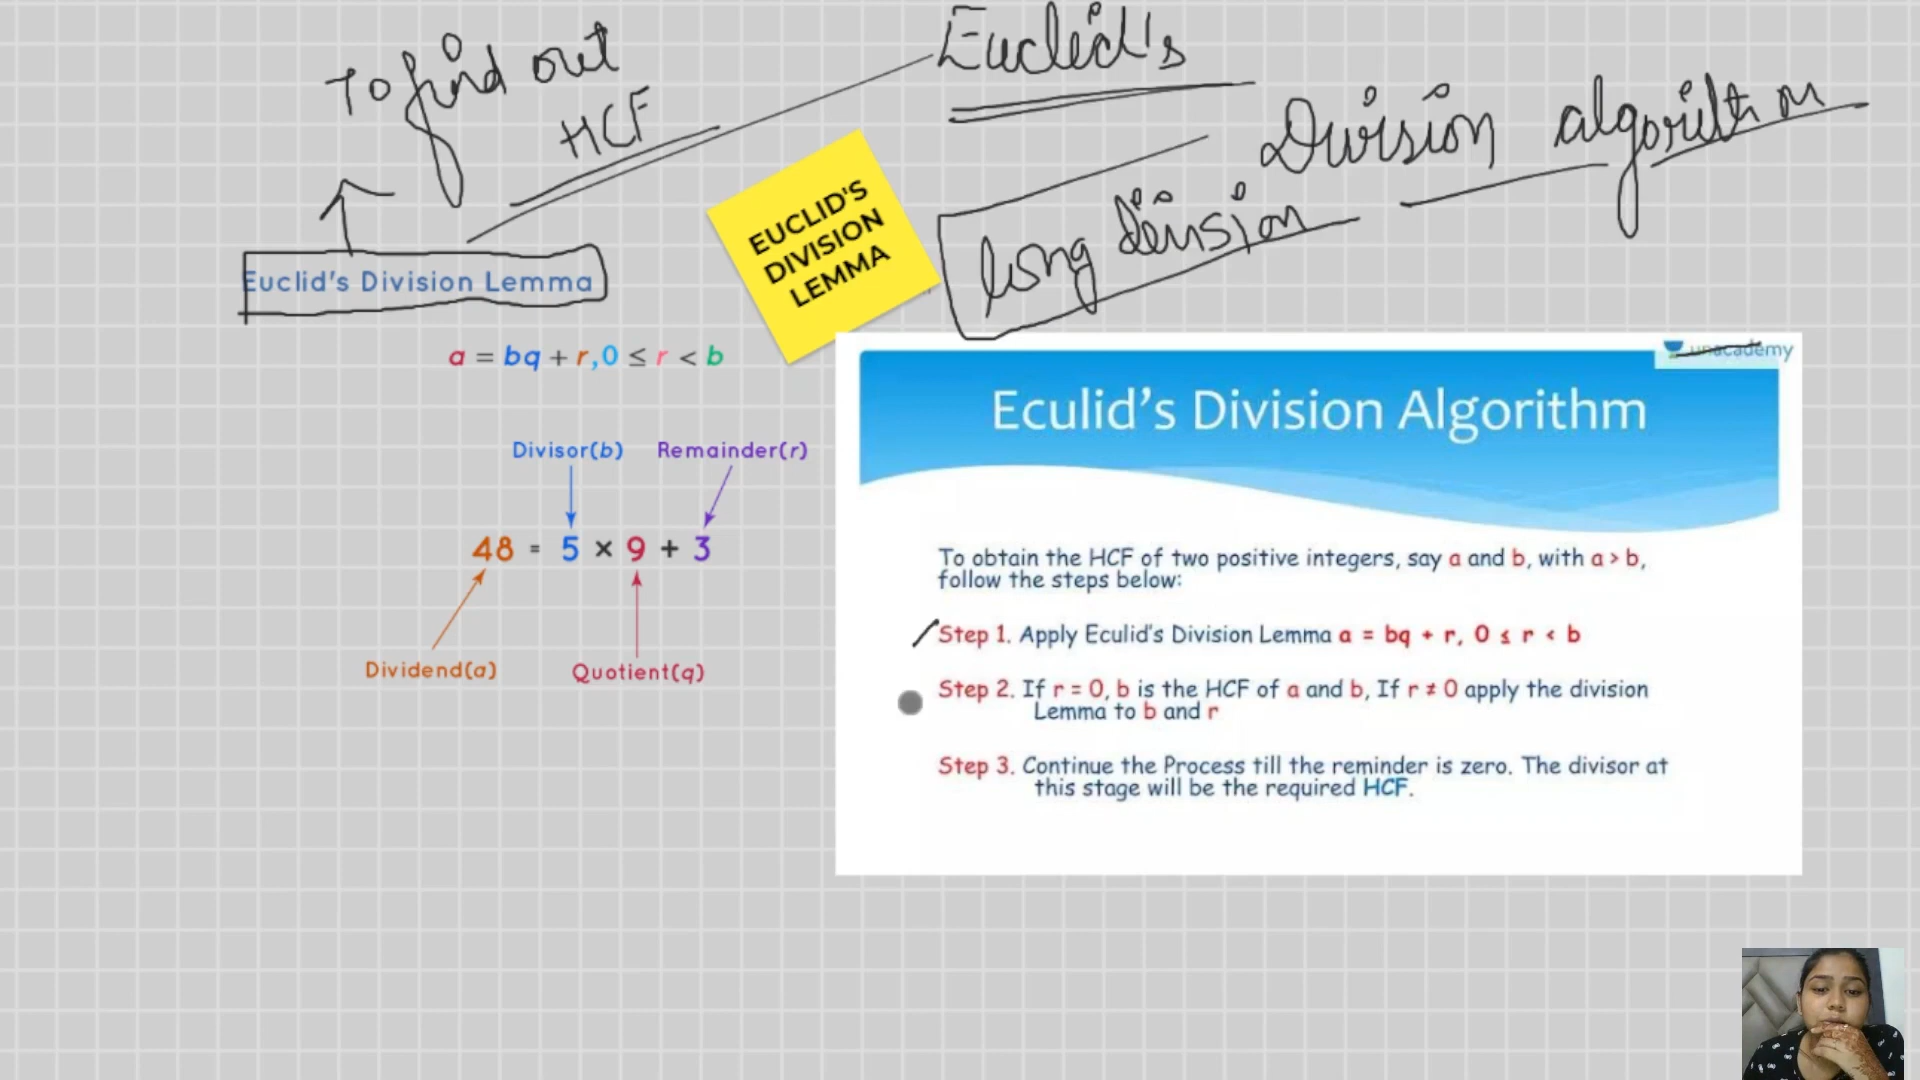 To find out
HCF
Euclid's
Division algorithm
long division
EUCLID'S
DIVISION
LEMMA
Euclid's Division Lemma
a = bq + r, 0 ≤ r < b
Divisor(b) Remainder(r)
48 = 5 × 9 + 3
Dividend(a) Quotient(q)
unacademy
Eculid's Division Algorithm
To obtain the HCF of two positive integers, say a and b, with a > b,
follow the steps below:
Step 1. Apply Eculid's Division Lemma a = bq + r, 0 ≤ r < b
Step 2. If r = 0, b is the HCF of a and b, If r ≠ 0 apply the division
Lemma to b and r
Step 3. Continue the Process till the reminder is zero. The divisor at
this stage will be the required HCF.